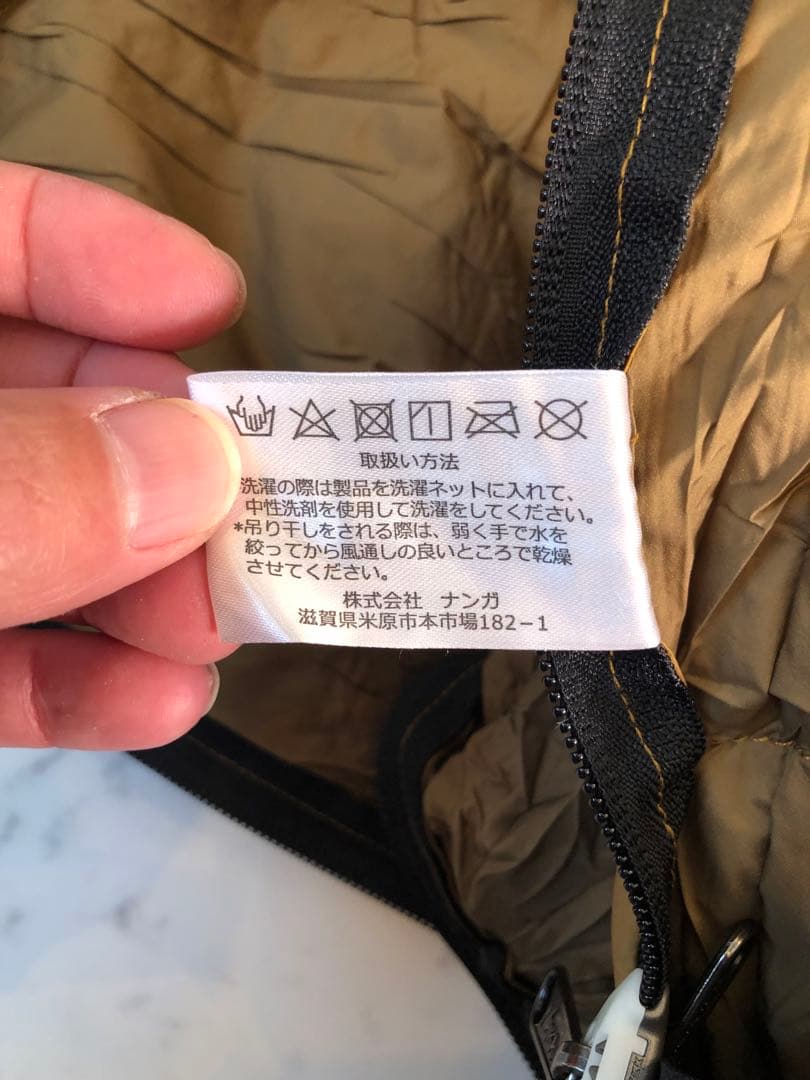 取扱い方法
*洗濯の際は製品を洗濯ネットに入れて、
中性洗剤を使用して洗濯をしてください。
*吊り干しをされる際は、弱く手で水を
絞ってから風通しの良いところで乾燥
させてください。
株式会社 ナンガ
滋賀県米原市本市場182-1